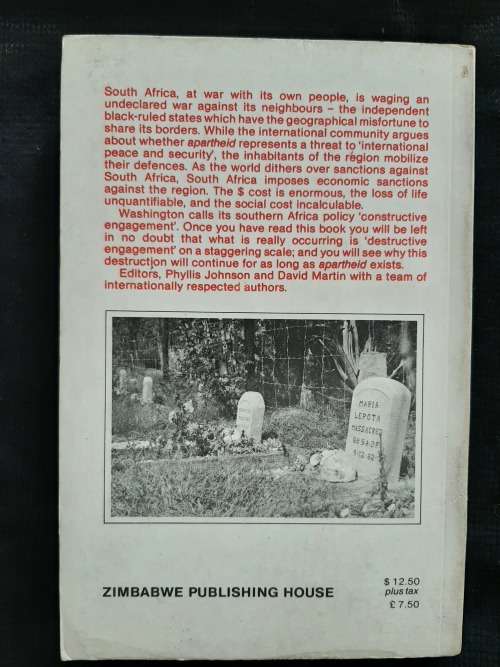 South Africa, at war with its own people, is waging an
undeclared war against its neighbours – the independent
black-ruled states which have the geographical misfortune to
share its borders. While the international community argues
about whether apartheid represents a threat to 'international
peace and security', the inhabitants of the region mobilize
their defences. As the world dithers over sanctions against
South Africa, South Africa imposes economic sanctions
against the region. The $ cost is enormous, the loss of life
unquantifiable, and the social cost incalculable.
Washington calls its southern Africa policy 'constructive
engagement'. Once you have read this book you will be left
in no doubt that what is really occurring is 'destructive
engagement' on a staggering scale; and you will see why this
destruction will continue for as long as apartheid exists.
Editors, Phyllis Johnson and David Martin with a team of
internationally respected authors.
MARIA
LEPOTA
MASSACRED
ZIMBABWE PUBLISHING HOUSE
$ 12.50
plus tax
£ 7.50